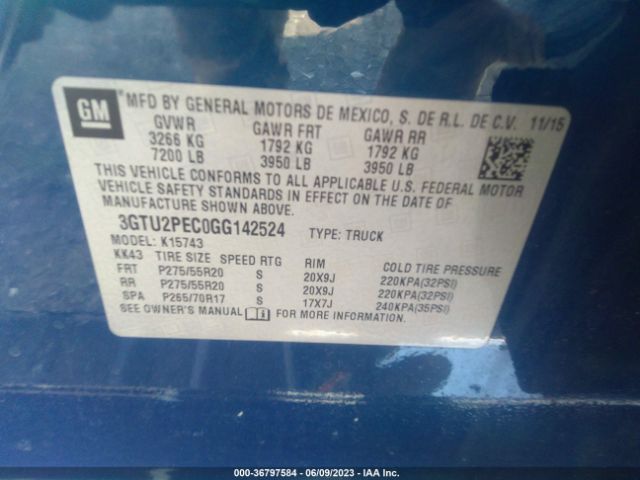 GM
MFD BY GENERAL MOTORS DE MEXICO, S. DE R.L. DE C.V. 11/15
GVWR GAWR FRT GAWR RR
3266 KG 1792 KG 1792 KG
7200 LB 3950 LB 3950 LB
THIS VEHICLE CONFORMS TO ALL APPLICABLE U.S. FEDERAL MOTOR
VEHICLE SAFETY STANDARDS IN EFFECT ON THE DATE OF
MANUFACTURE SHOWN ABOVE.
3GTU2PEC0GG142524 TYPE: TRUCK
MODEL: K15743
KK43 TIRE SIZE SPEED RTG RIM COLD TIRE PRESSURE
FRT P275/55R20 S 20X9J 220KPA(32PSI)
RR P275/55R20 S 20X9J 220KPA(32PSI)
SPA P265/70R17 S 17X7J 240KPA(35PSI)
SEE OWNER'S MANUAL FOR MORE INFORMATION.
000-36797584 | 06/09/2023 - IAA Inc.